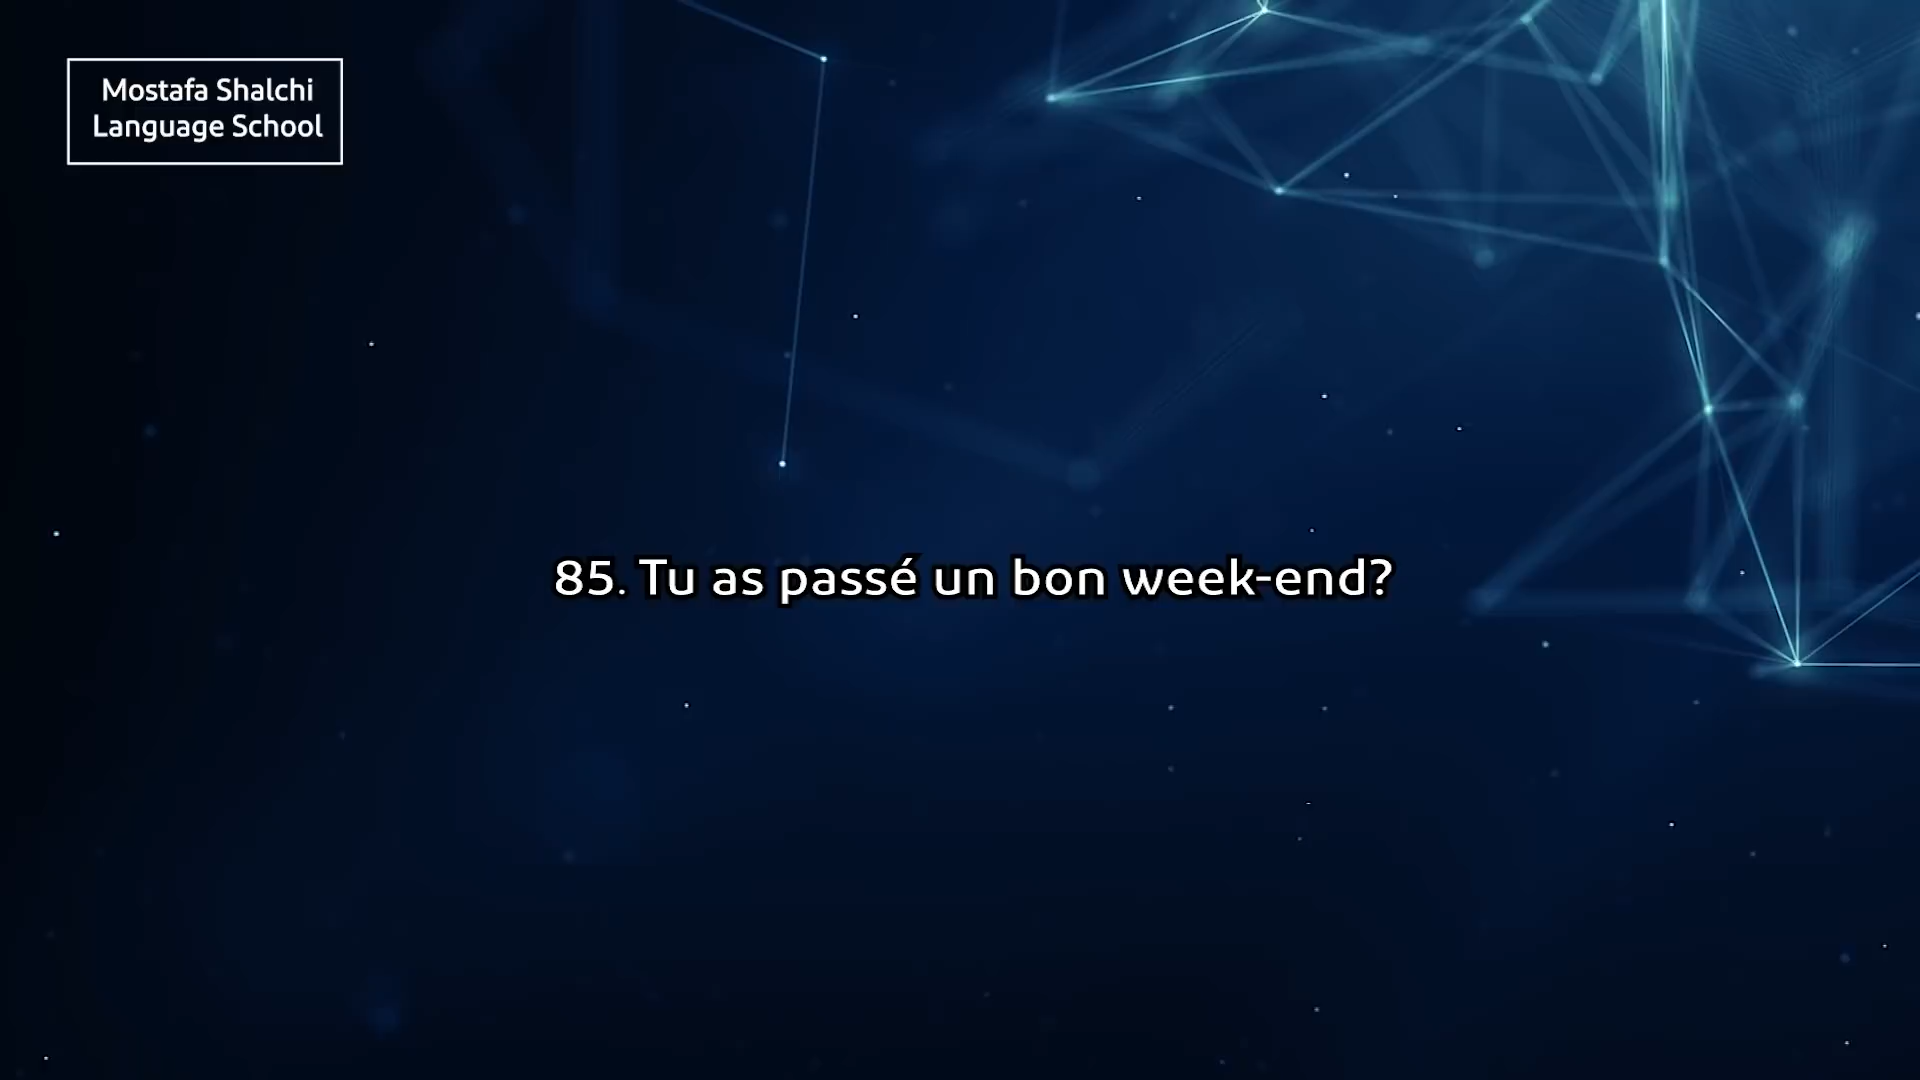 Mostafa Shalchi
Language School
85. Tu as passé un bon week-end?